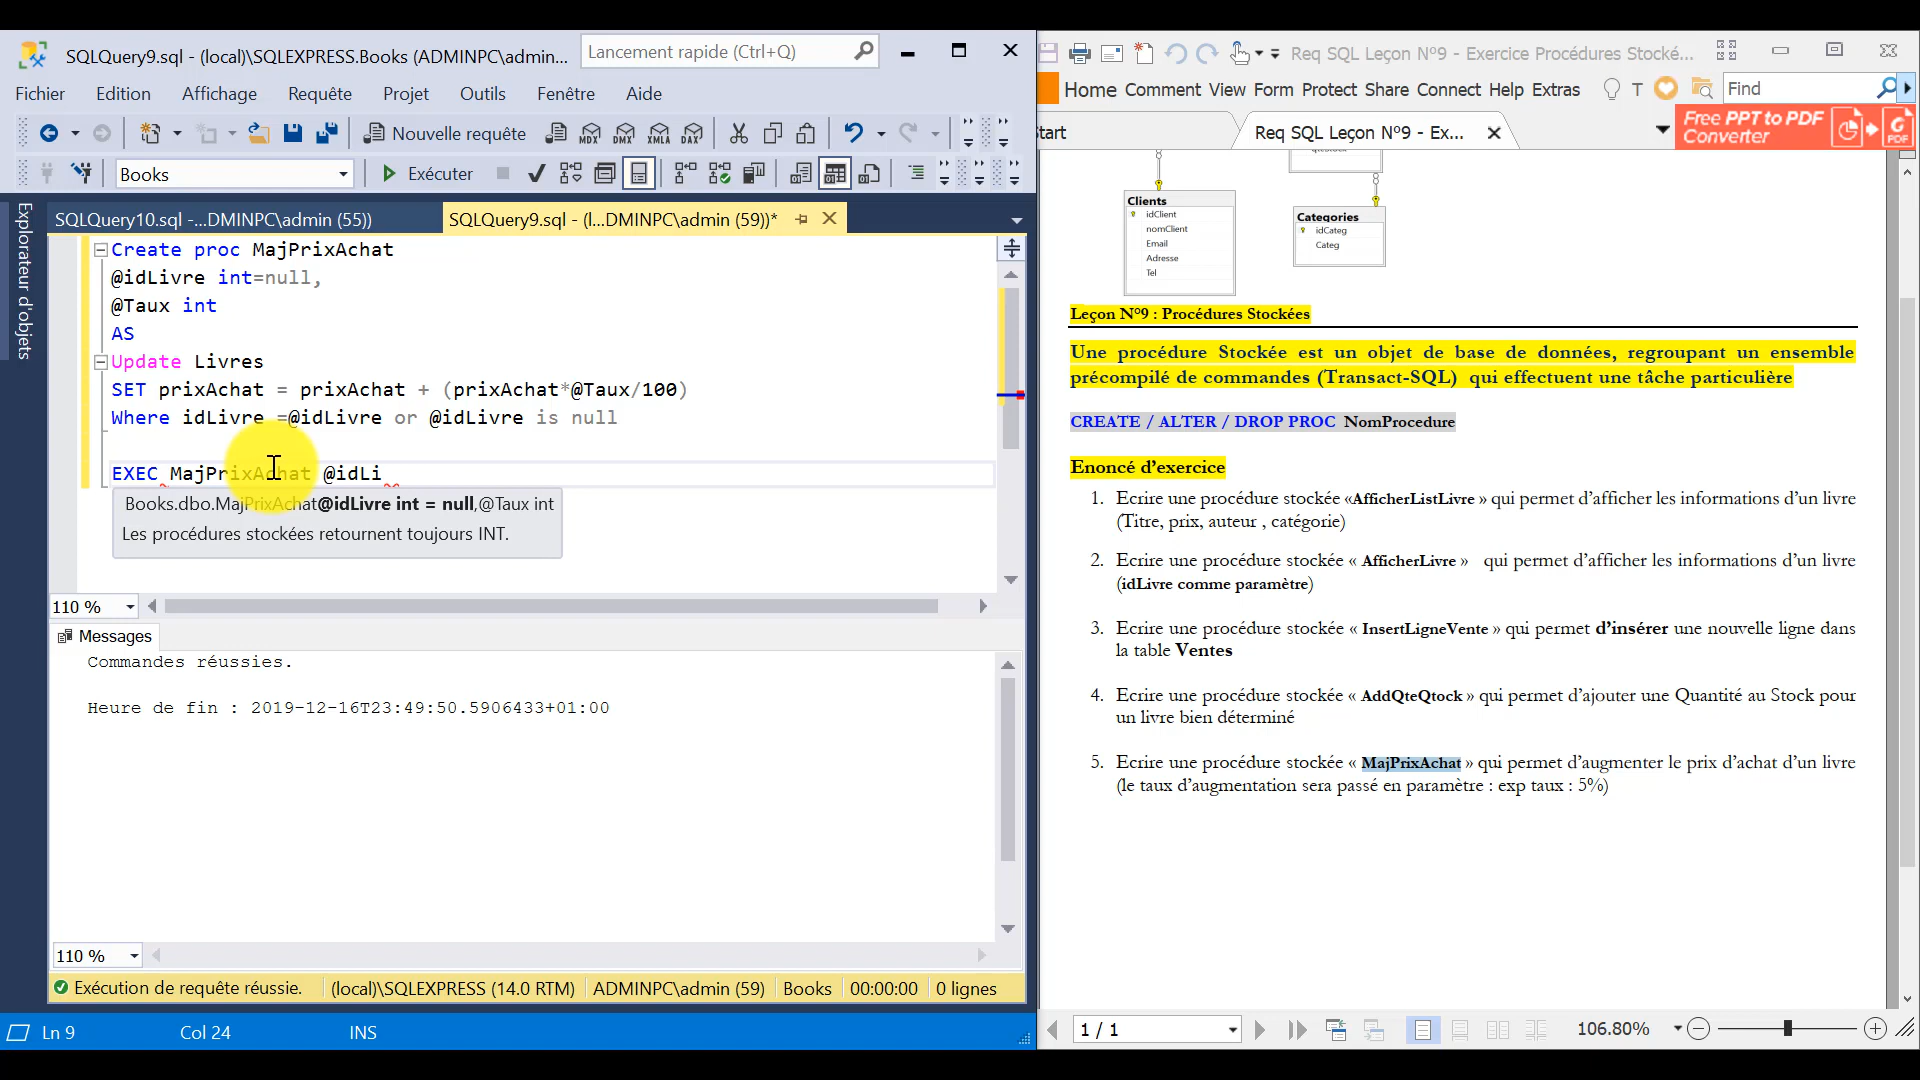 SQLQuery9.sql - (local)\SQLEXPRESS.Books (ADMINPC\admin...
Lancement rapide (Ctrl+Q)
Fichier Edition Affichage Requête Projet Outils Fenêtre Aide
Nouvelle requête
MDX DMX XMLA DAX
Books
Exécuter
Explorateur d'objets
SQLQuery10.sql -...DMINPC\admin (55))
SQLQuery9.sql - (l...DMINPC\admin (59))*
Create proc MajPrixAchat
@idLivre int=null,
@Taux int
AS
Update Livres
SET prixAchat = prixAchat + (prixAchat*@Taux/100)
Where idLivre =@idLivre or @idLivre is null
EXEC MajPrixAchat @idLi
Books.dbo.MajPrixAchat@idLivre int = null,@Taux int
Les procédures stockées retournent toujours INT.
110 %
Messages
Commandes réussies.
Heure de fin : 2019-12-16T23:49:50.5906433+01:00
110 %
Exécution de requête réussie.
(local)\SQLEXPRESS (14.0 RTM)
ADMINPC\admin (59)
Books
00:00:00
0 lignes
Ln 9
Col 24
INS
Req SQL Leçon N°9 - Exercice Procédures Stocké...
Home Comment View Form Protect Share Connect Help Extras
T
Find
tart
Req SQL Leçon N°9 - Ex...
Free PPT to PDF
Converter
Clients
idClient
nomClient
Email
Adresse
Tel
Categories
idCateg
Categ
Leçon N°9 : Procédures Stockées
Une procédure Stockée est un objet de base de données, regroupant un ensemble
précompilé de commandes (Transact-SQL) qui effectuent une tâche particulière
CREATE / ALTER / DROP PROC NomProcedure
Enoncé d'exercice
1. Ecrire une procédure stockée «AfficherListLivre» qui permet d'afficher les informations d'un livre
(Titre, prix, auteur , catégorie)
2. Ecrire une procédure stockée « AfficherLivre » qui permet d'afficher les informations d'un livre
(idLivre comme paramètre)
3. Ecrire une procédure stockée « InsertLigneVente » qui permet d'insérer une nouvelle ligne dans
la table Ventes
4. Ecrire une procédure stockée « AddQteQtock » qui permet d'ajouter une Quantité au Stock pour
un livre bien déterminé
5. Ecrire une procédure stockée « MajPrixAchat » qui permet d'augmenter le prix d'achat d'un livre
(le taux d'augmentation sera passé en paramètre : exp taux : 5%)
1 / 1
106.80%